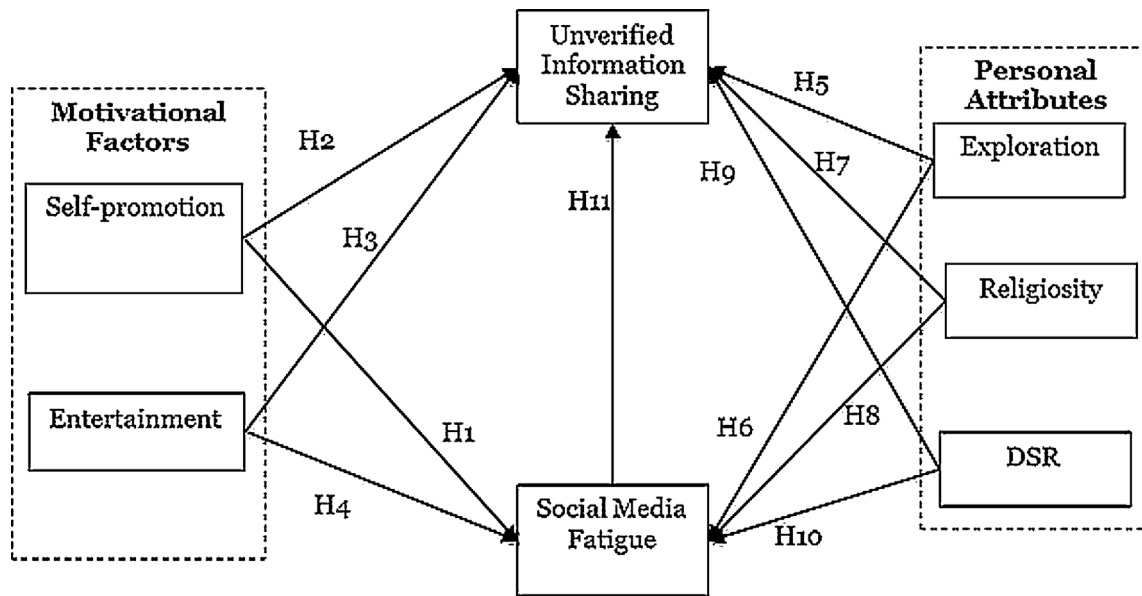 Unverified
Information
Sharing
Motivational
Factors
Self-promotion
Entertainment
Personal
Attributes
Exploration
Religiosity
DSR
Social Media
Fatigue
H2
H3
H1
H4
H11
H5
H7
H9
H6
H8
H10